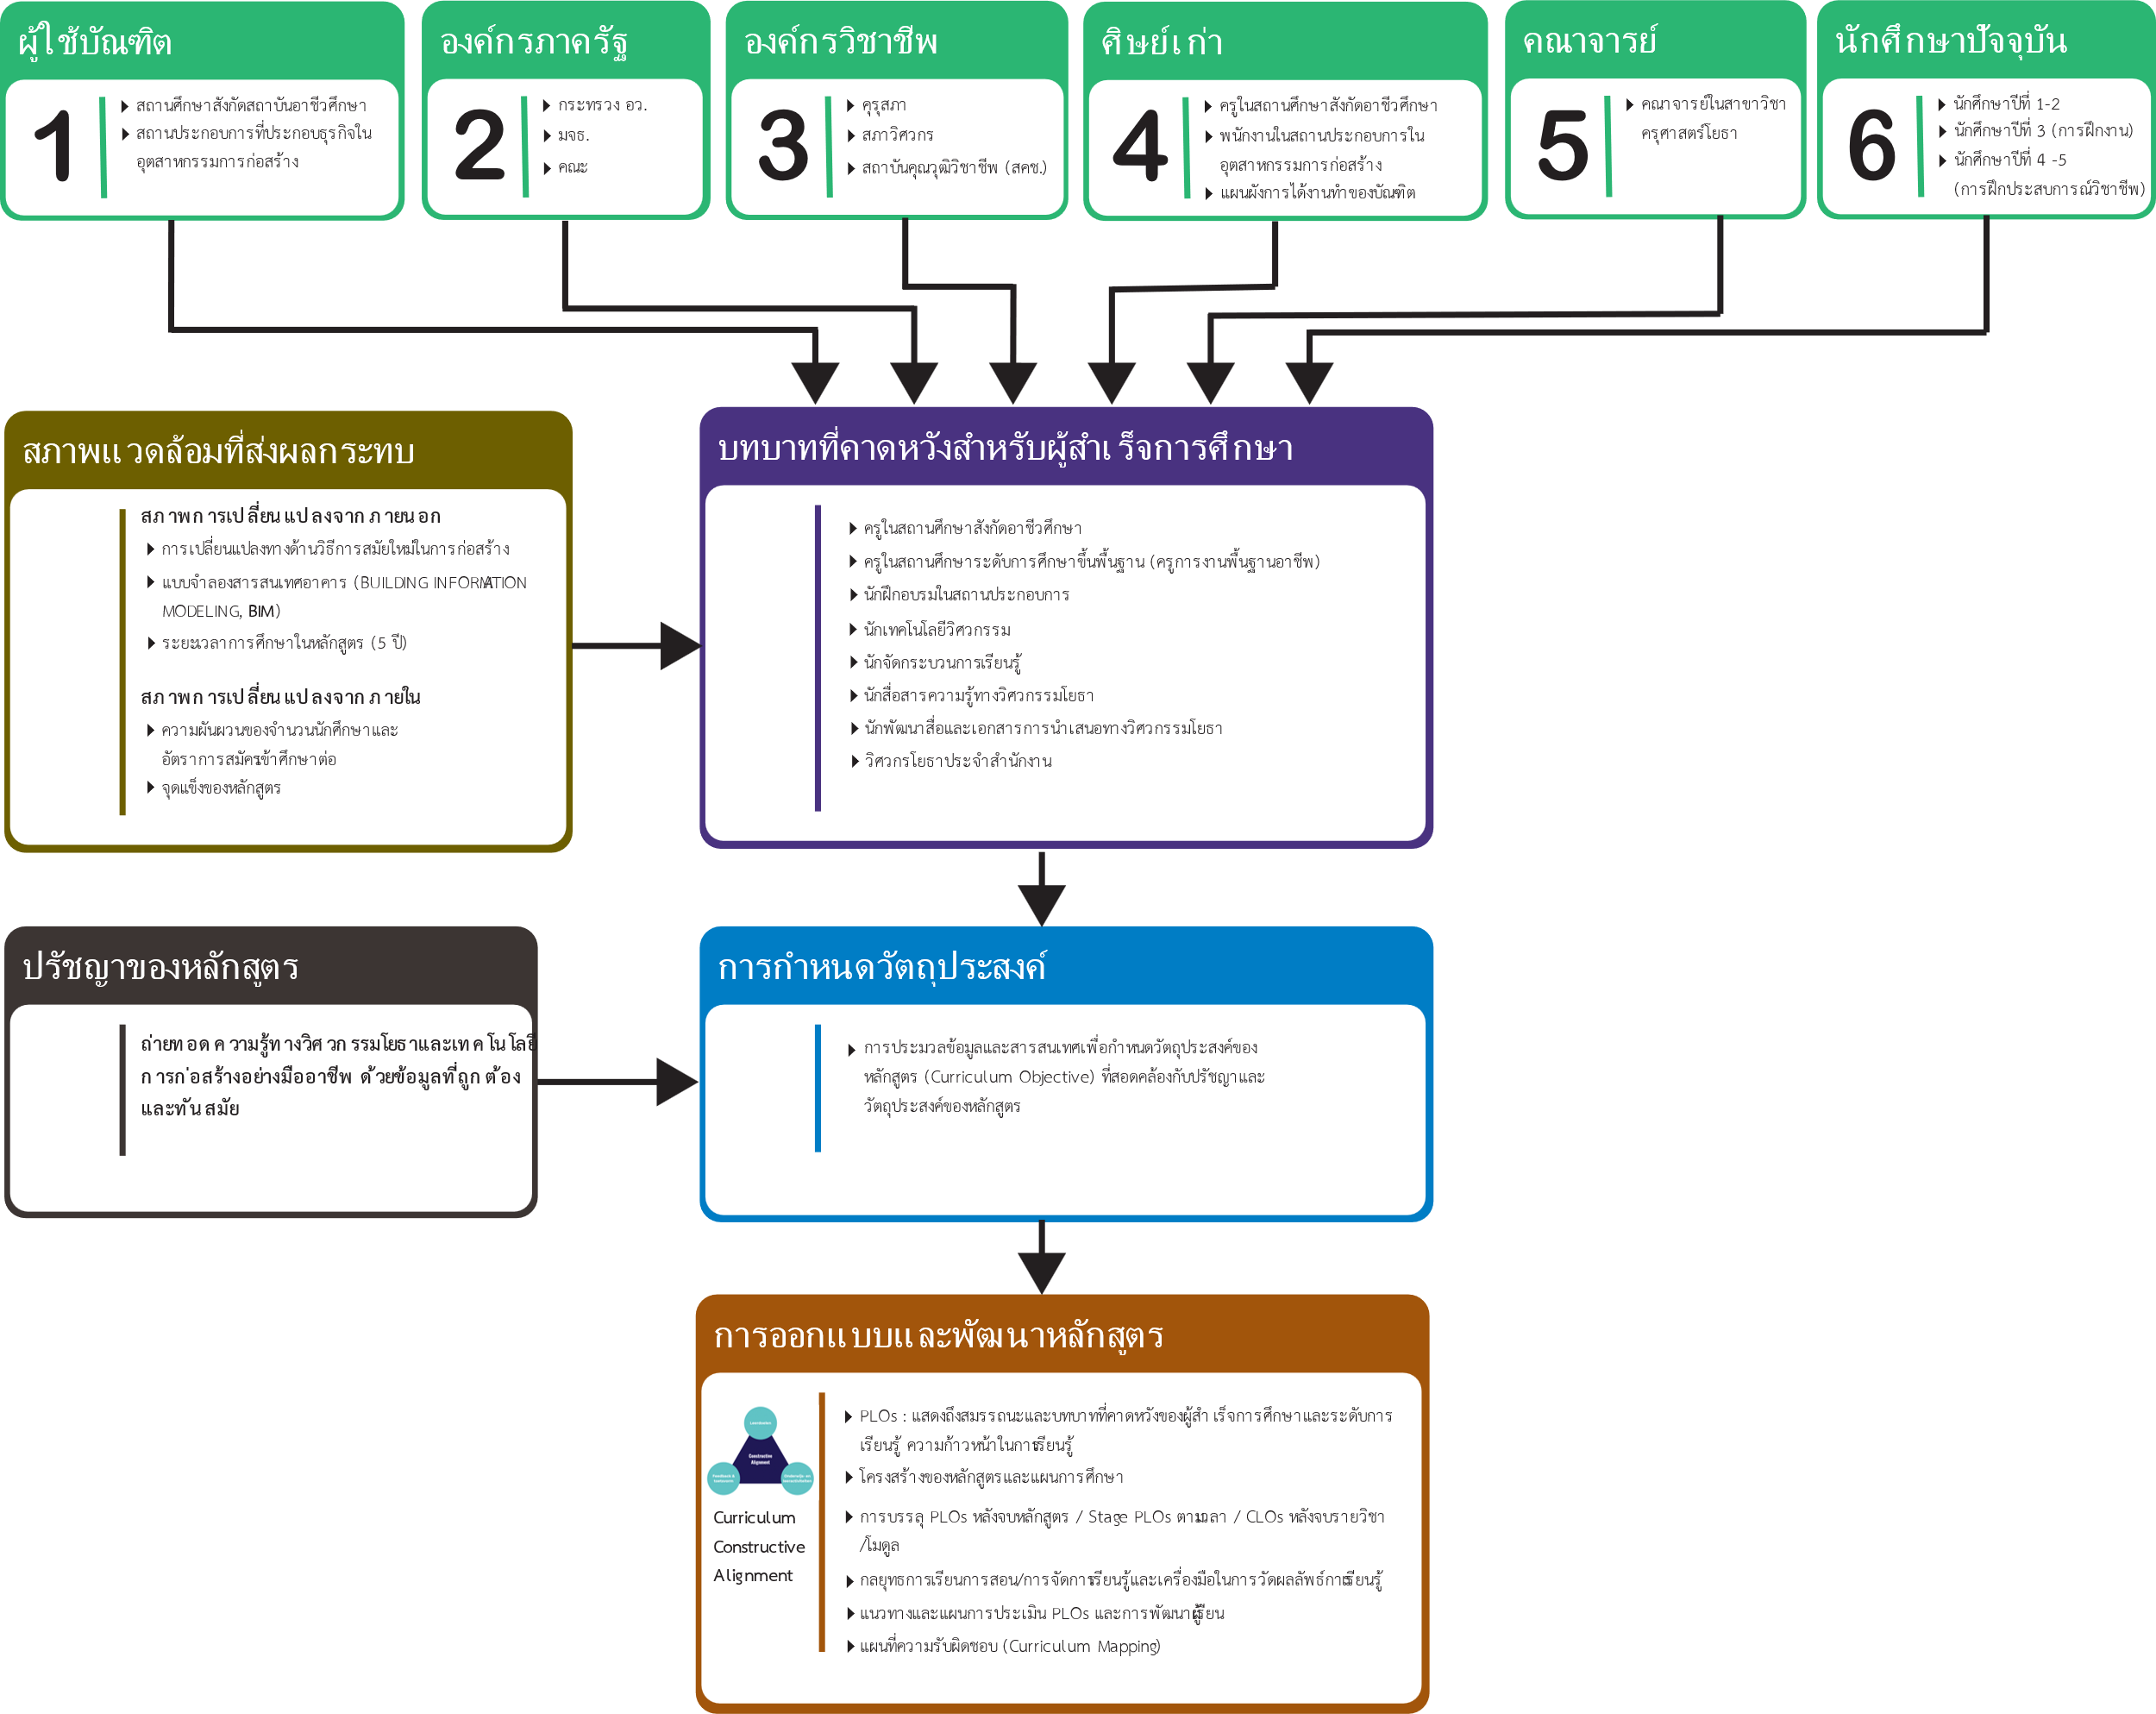 ผู้ใช้บัณฑิต
1
สถานศึกษาสังกัดสถาบันอาชีวศึกษา
สถานประกอบการที่ประกอบธุรกิจใน
อุตสาหกรรมการก่อสร้าง
องค์กรภาครัฐ
2
กระทรวง อว.
มจธ.
คณะ
องค์กรวิชาชีพ
3
คุรุสภา
สภาวิศวกร
สถาบันคุณวุฒิวิชาชีพ (สคช.)
ศิษย์เก่า
4
ครูในสถานศึกษาสังกัดอาชีวศึกษา
พนักงานในสถานประกอบการใน
อุตสาหกรรมการก่อสร้าง
แผนผังการได้งานทำของบัณฑิต
คณาจารย์
5
คณาจารย์ในสาขาวิชา
ครุศาสตร์โยธา
นักศึกษาปัจจุบัน
6
นักศึกษาปีที่ 1-2
นักศึกษาปีที่ 3 (การฝึกงาน)
นักศึกษาปีที่ 4 -5
(การฝึกประสบการณ์วิชาชีพ)
สภาพแวดล้อมที่ส่งผลกระทบ
สภาพการเปลี่ยนแปลงจากภายนอก
การเปลี่ยนแปลงทางด้านวิธีการสมัยใหม่ในการก่อสร้าง
แบบจำลองสารสนเทศอาคาร (BUILDING INFORMATION
MODELING, BIM)
ระยะเวลาการศึกษาในหลักสูตร (5 ปี)
สภาพการเปลี่ยนแปลงจากภายใน
ความผันผวนของจำนวนนักศึกษาและ
อัตราการสมัครเข้าศึกษาต่อ
จุดแข็งของหลักสูตร
บทบาทที่คาดหวังสำหรับผู้สำเร็จการศึกษา
ครูในสถานศึกษาสังกัดอาชีวศึกษา
ครูในสถานศึกษาระดับการศึกษาขึ้นพื้นฐาน (ครูการงานพื้นฐานอาชีพ)
นักฝึกอบรมในสถานประกอบการ
นักเทคโนโลยีวิศวกรรม
นักจัดกระบวนการเรียนรู้
นักสื่อสารความรู้ทางวิศวกรรมโยธา
นักพัฒนาสื่อและเอกสารการนำเสนอทางวิศวกรรมโยธา
วิศวกรโยธาประจำสำนักงาน
ปรัชญาของหลักสูตร
ถ่ายทอดความรู้ทางวิศวกรรมโยธาและเทคโนโลยี
การก่อสร้างอย่างมืออาชีพ ด้วยข้อมูลที่ถูกต้อง
และทันสมัย
การกำหนดวัตถุประสงค์
การประมวลข้อมูลและสารสนเทศเพื่อกำหนดวัตถุประสงค์ของ
หลักสูตร (Curriculum Objective) ที่สอดคล้องกับปรัชญาและ
วัตถุประสงค์ของหลักสูตร
การออกแบบและพัฒนาหลักสูตร
Constructive
Alignment
Curriculum
Constructive
Alignment
PLOs : แสดงถึงสมรรถนะและบทบาทที่คาดหวังของผู้สำเร็จการศึกษาและระดับการ
เรียนรู้ ความก้าวหน้าในการเรียนรู้
โครงสร้างของหลักสูตรและแผนการศึกษา
การบรรลุ PLOs หลังจบหลักสูตร / Stage PLOs ตามเวลา / CLOs หลังจบรายวิชา
/โมดูล
กลยุทธการเรียนการสอน/การจัดการเรียนรู้และเครื่องมือในการวัดผลลัพธ์การเรียนรู้
แนวทางและแผนการประเมิน PLOs และการพัฒนาผู้เรียน
แผนที่ความรับผิดชอบ (Curriculum Mapping)